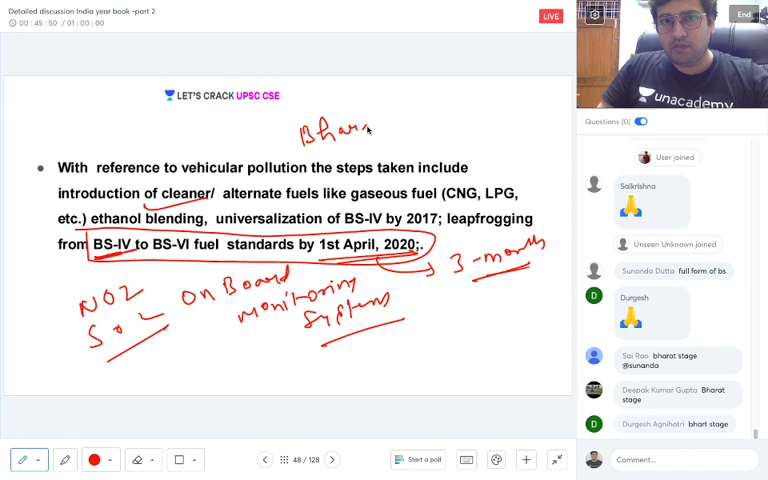 Detailed discussion India year book -part 2
00 : 45 : 50 / 01 : 00 : 00
LIVE
End
unacademy
LET'S CRACK UPSC CSE
Bhara
• With reference to vehicular pollution the steps taken include
introduction of cleaner/ alternate fuels like gaseous fuel (CNG, LPG,
etc.) ethanol blending, universalization of BS-IV by 2017; leapfrogging
from BS-IV to BS-VI fuel standards by 1st April, 2020;.
3-month
NO2
SO2
On Board
Monitoring
Systems
Questions (0)
User joined
Saikrishna
Unseen Unknown joined
Sunanda Dutta full form of bs
D
Durgesh
Sai Rao bharat stage
@sunanda
Deepak Kumar Gupta Bharat
stage
D
Durgesh Agnihotri bhart stage
48 / 128
Start a poll
Comment...